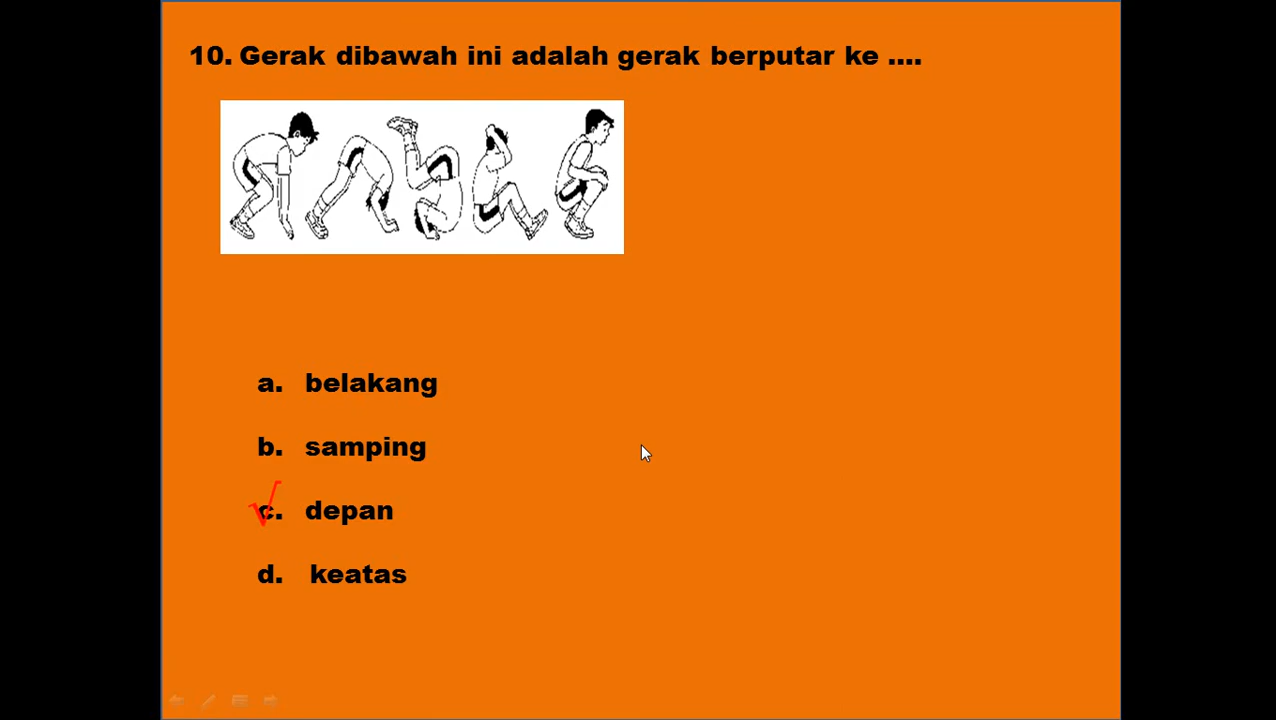 10. Gerak dibawah ini adalah gerak berputar ke ....
a. belakang
b. samping
c. depan
d. keatas